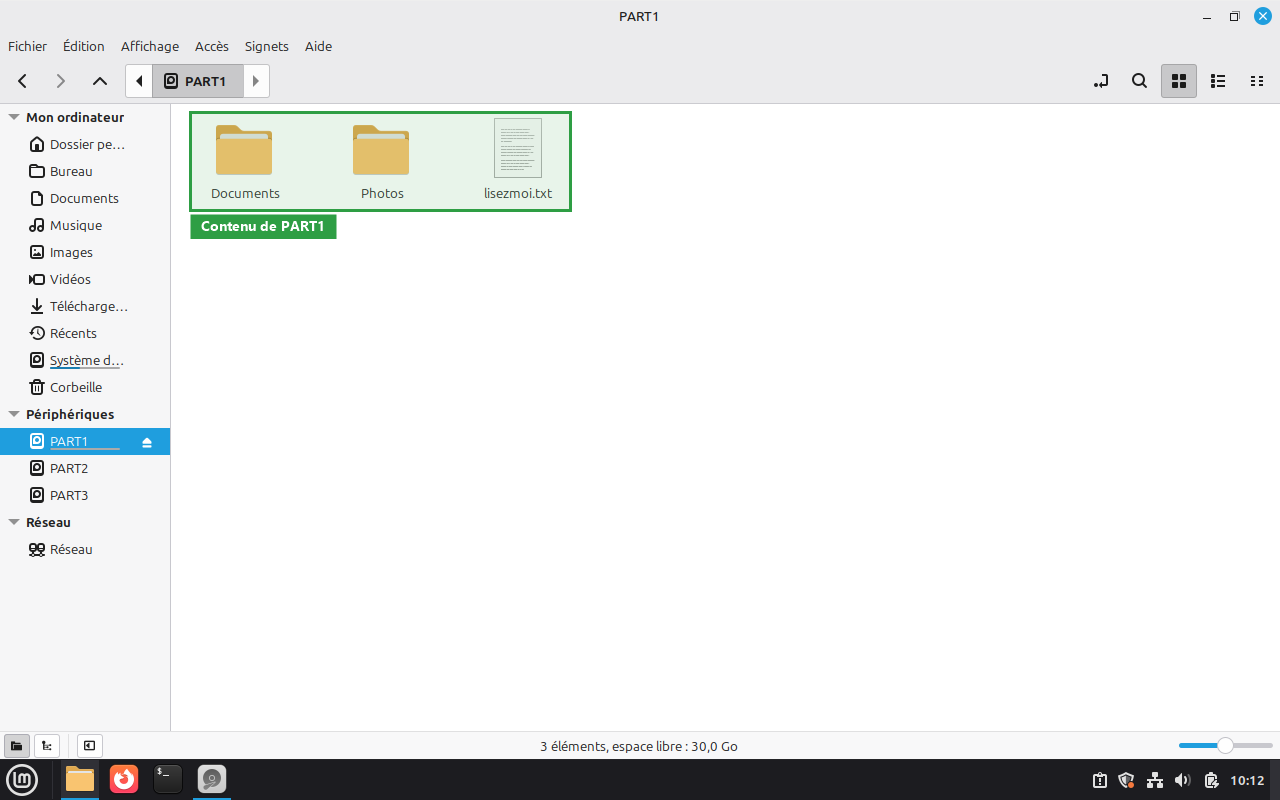 PART1
Fichier Édition Affichage Accès Signets Aide
PART1
Mon ordinateur
Dossier pe…
Bureau
Documents
Musique
Images
Vidéos
Télécharge…
Récents
Système d…
Corbeille
Périphériques
PART1
PART2
PART3
Réseau
Réseau
Documents Photos lisezmoi.txt
Contenu de PART1
3 éléments, espace libre : 30,0 Go
$_
10:12